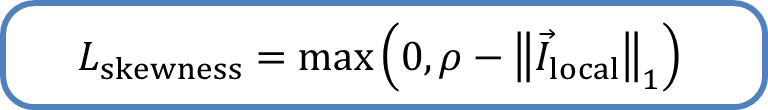 L_skewness = max(0, ρ − ‖I⃗_local‖₁)